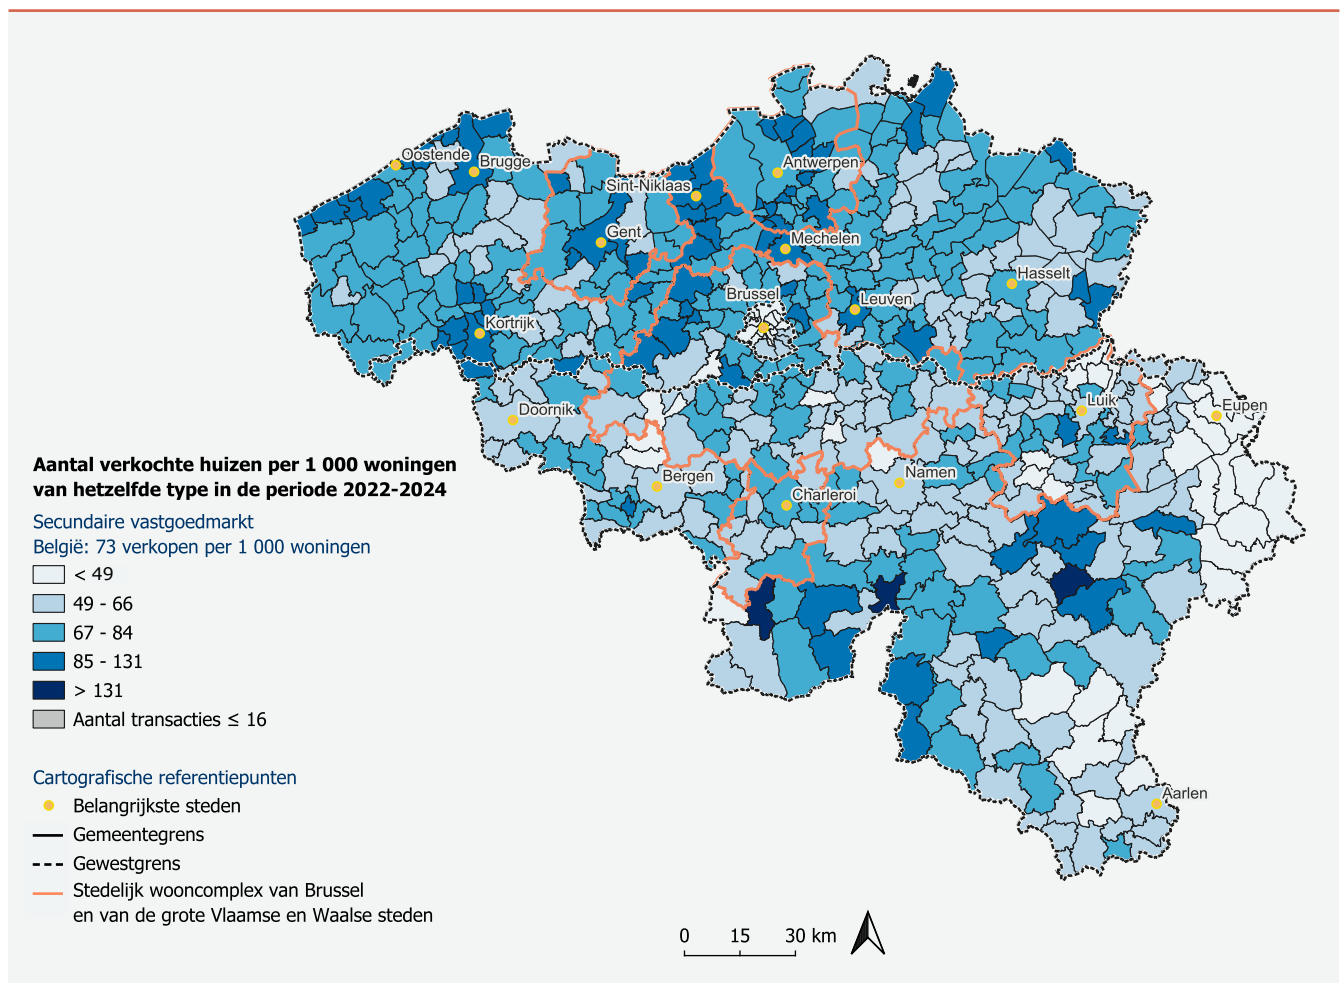 Oostende
Brugge
Sint-Niklaas
Antwerpen
Gent
Mechelen
Hasselt
Brussel
Leuven
Kortrijk
Doornik
Luik
Eupen
Bergen
Namen
Charleroi
Aarlen
Aantal verkochte huizen per 1 000 woningen
van hetzelfde type in de periode 2022-2024
Secundaire vastgoedmarkt
België: 73 verkopen per 1 000 woningen
< 49
49 - 66
67 - 84
85 - 131
> 131
Aantal transacties ≤ 16
Cartografische referentiepunten
Belangrijkste steden
Gemeentegrens
Gewestgrens
Stedelijk wooncomplex van Brussel
en van de grote Vlaamse en Waalse steden
0 15 30 km